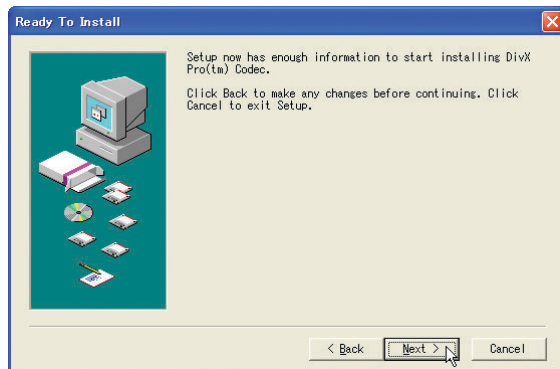 Ready To Install
Setup now has enough information to start installing DivX
Pro(tm) Codec.
Click Back to make any changes before continuing. Click
Cancel to exit Setup.
< Back
Next >
Cancel